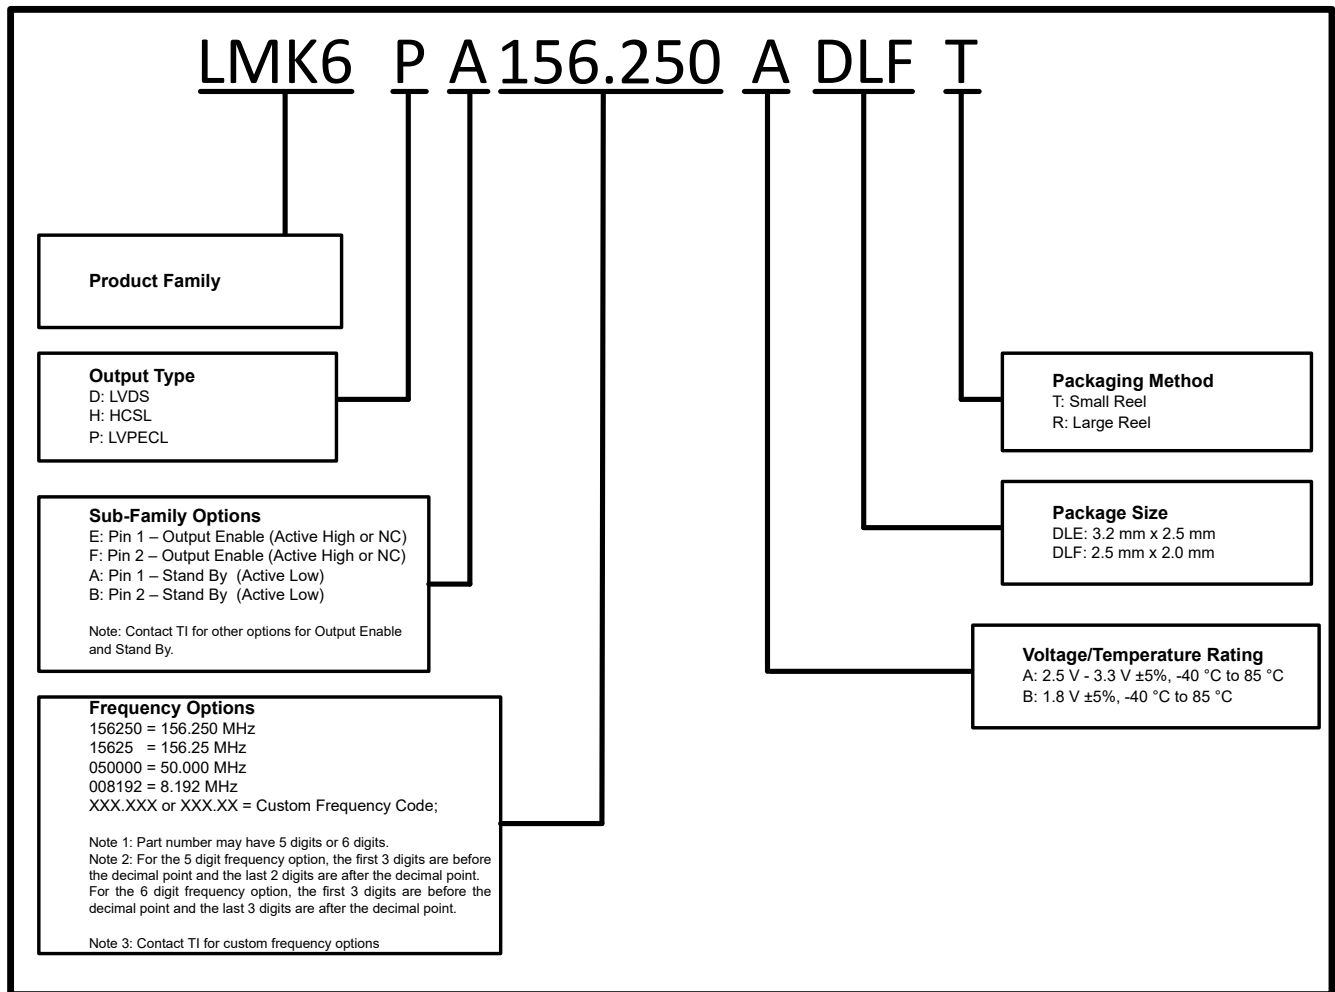 LMK6 P A 156.250 A DLF T
Product Family
Output Type
D: LVDS
H: HCSL
P: LVPECL
Sub-Family Options
E: Pin 1 – Output Enable (Active High or NC)
F: Pin 2 – Output Enable (Active High or NC)
A: Pin 1 – Stand By (Active Low)
B: Pin 2 – Stand By (Active Low)
Note: Contact TI for other options for Output Enable
and Stand By.
Frequency Options
156250 = 156.250 MHz
15625 = 156.25 MHz
050000 = 50.000 MHz
008192 = 8.192 MHz
XXX.XXX or XXX.XX = Custom Frequency Code;
Note 1: Part number may have 5 digits or 6 digits.
Note 2: For the 5 digit frequency option, the first 3 digits are before
the decimal point and the last 2 digits are after the decimal point.
For the 6 digit frequency option, the first 3 digits are before the
decimal point and the last 3 digits are after the decimal point.
Note 3: Contact TI for custom frequency options
Packaging Method
T: Small Reel
R: Large Reel
Package Size
DLE: 3.2 mm x 2.5 mm
DLF: 2.5 mm x 2.0 mm
Voltage/Temperature Rating
A: 2.5 V - 3.3 V ±5%, -40 °C to 85 °C
B: 1.8 V ±5%, -40 °C to 85 °C